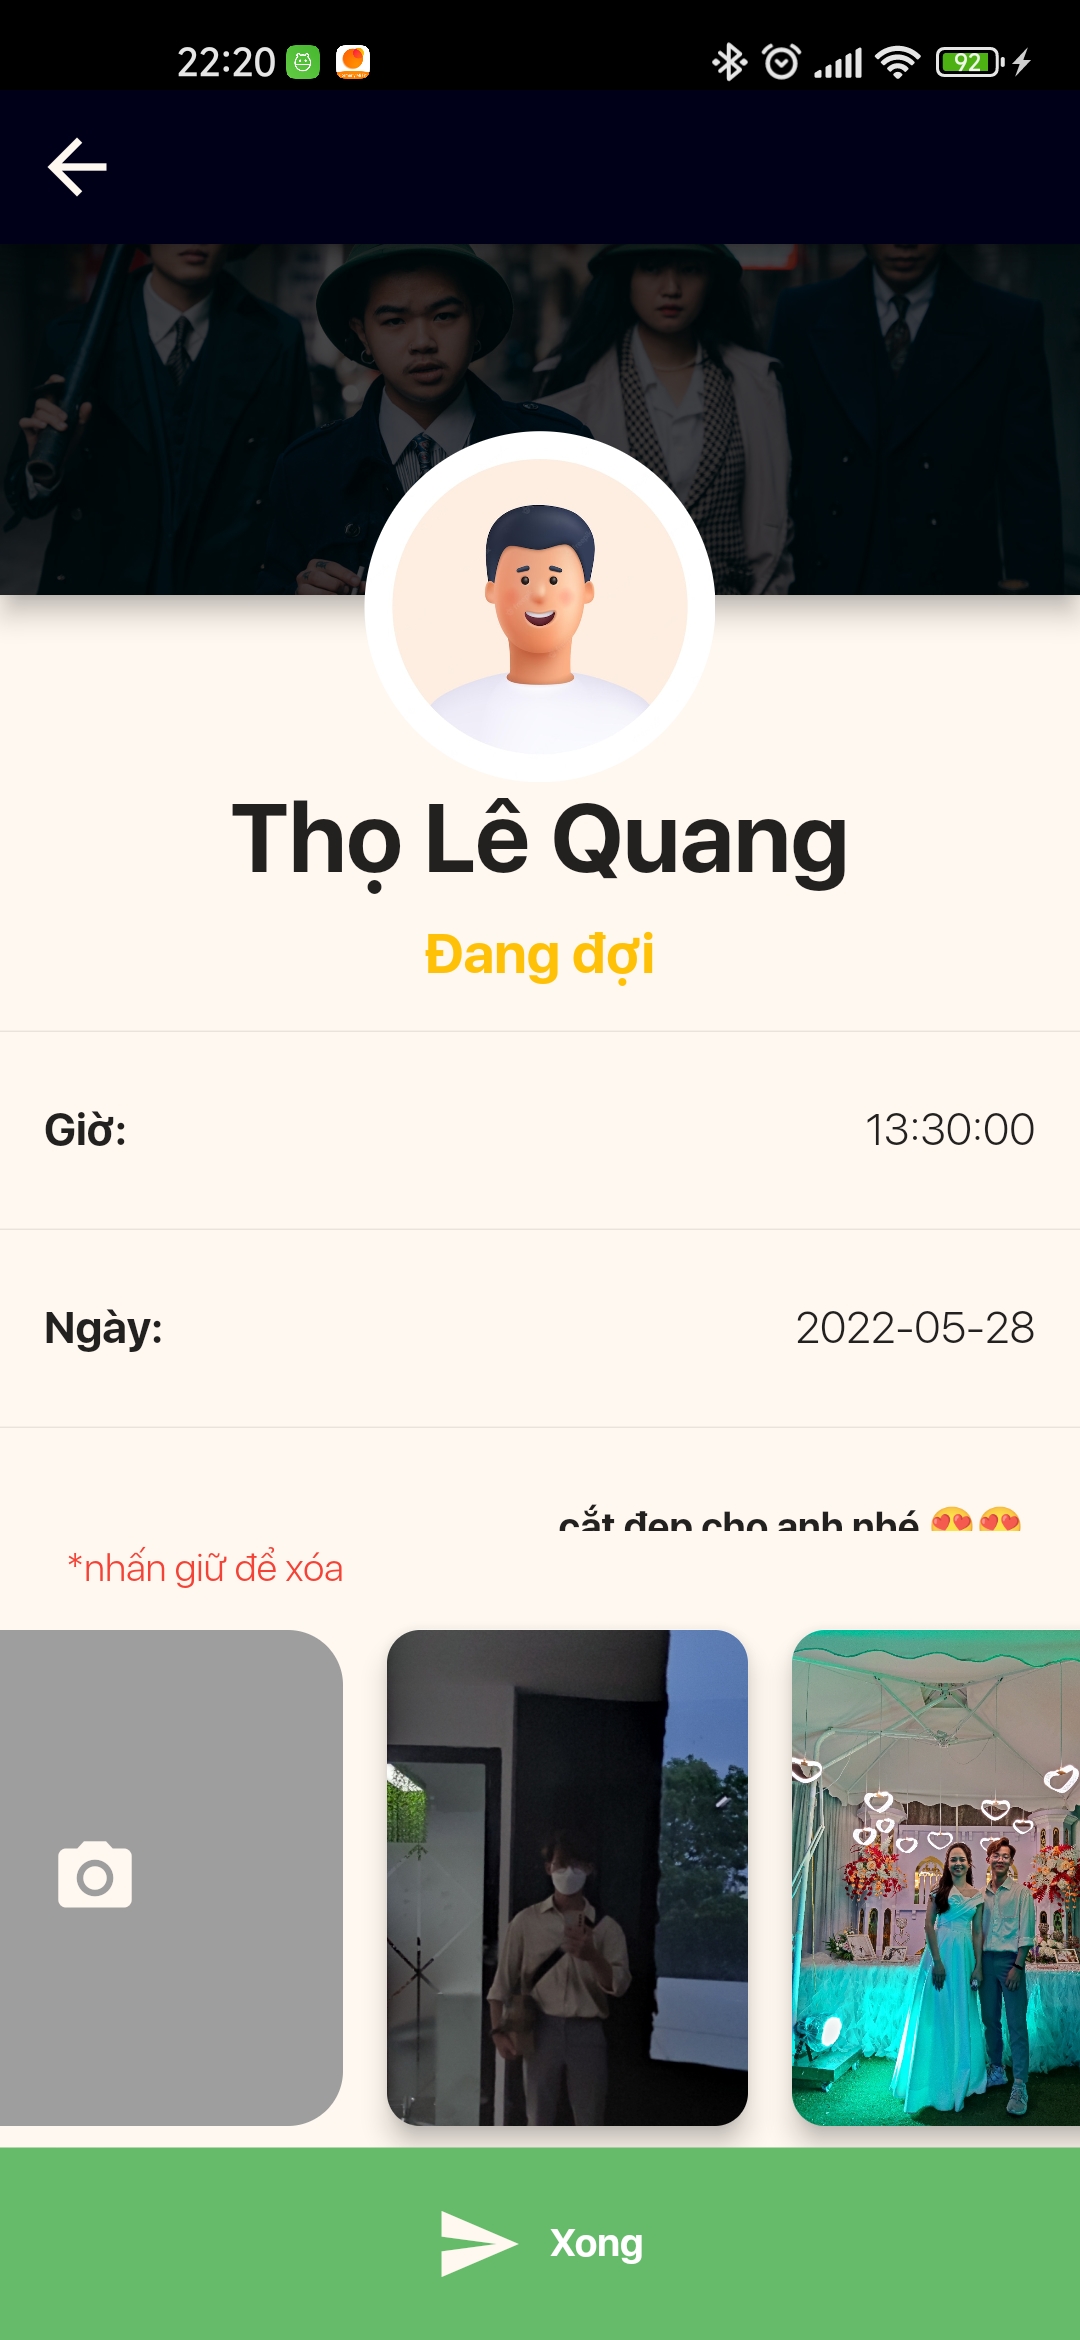 22:20
92
Thọ Lê Quang
Đang đợi
Giờ:
13:30:00
Ngày:
2022-05-28
cắt đẹp cho anh nhé 😍😍
*nhấn giữ để xóa
Xong